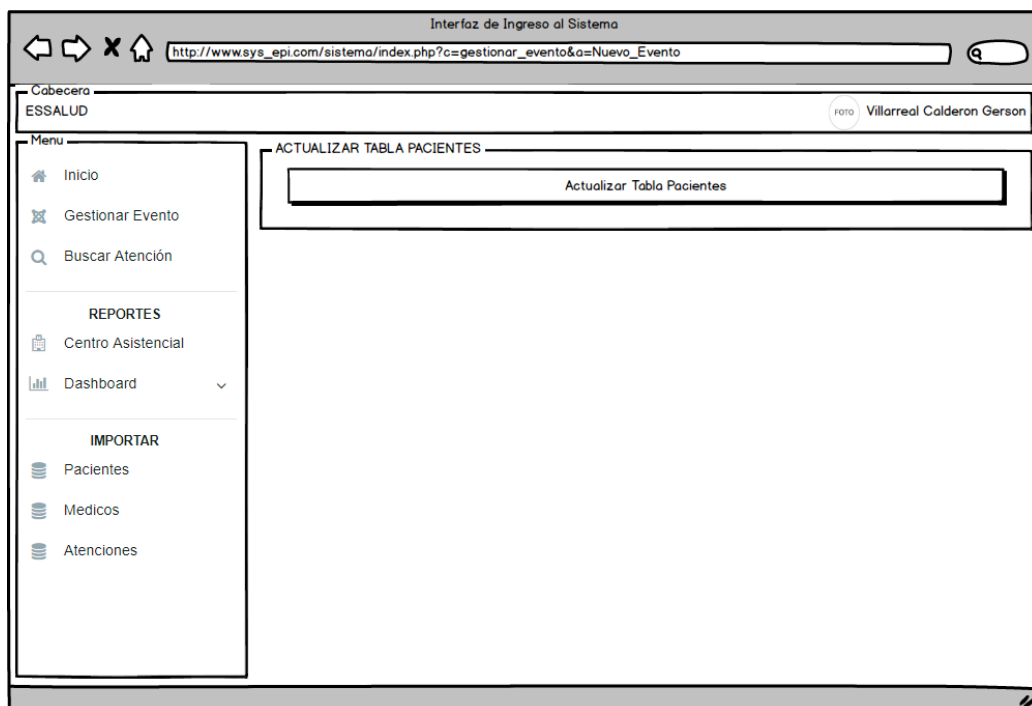 Interfaz de Ingreso al Sistema
http://www.sys_epi.com/sistema/index.php?c=gestionar_evento&a=Nuevo_Evento
Cabecera
ESSALUD
FOTO Villarreal Calderon Gerson
Menu
Inicio
Gestionar Evento
Buscar Atención
REPORTES
Centro Asistencial
Dashboard
IMPORTAR
Pacientes
Medicos
Atenciones
ACTUALIZAR TABLA PACIENTES
Actualizar Tabla Pacientes